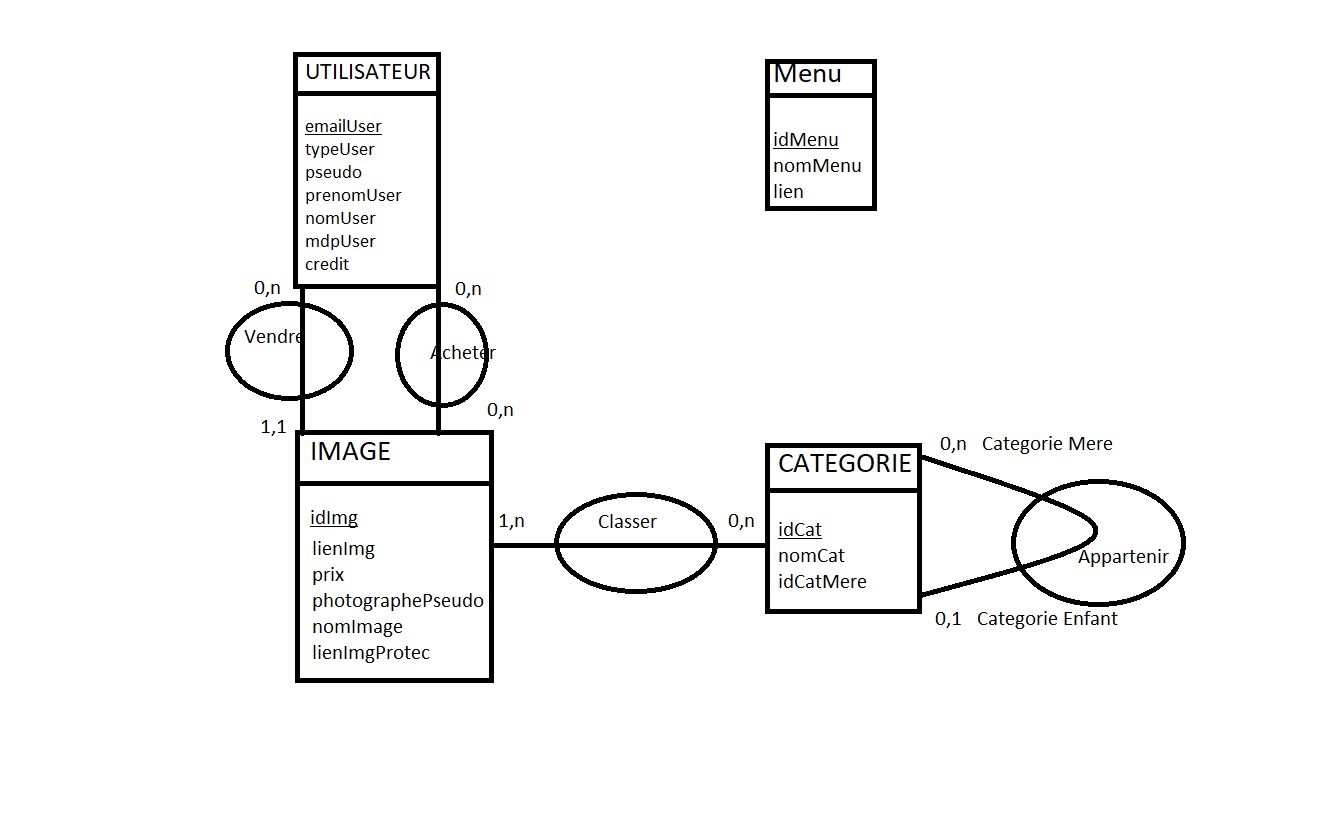 UTILISATEUR
emailUser
typeUser
pseudo
prenomUser
nomUser
mdpUser
credit
Menu
idMenu
nomMenu
lien
0,n
0,n
Vendre
Acheter
1,1
0,n
IMAGE
idImg
lienImg
prix
photographePseudo
nomImage
lienImgProtec
1,n
Classer
0,n
CATEGORIE
idCat
nomCat
idCatMere
0,n Categorie Mere
Appartenir
0,1 Categorie Enfant